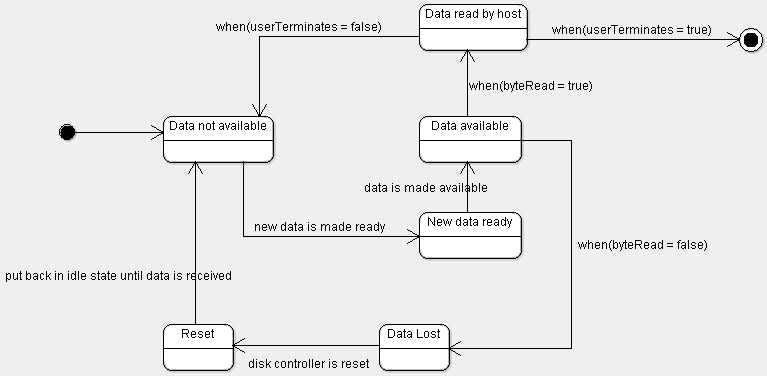 Data read by host
when(userTerminates = false)
when(userTerminates = true)
when(byteRead = true)
Data not available
Data available
data is made available
New data ready
new data is made ready
when(byteRead = false)
put back in idle state until data is received
Reset
Data Lost
disk controller is reset